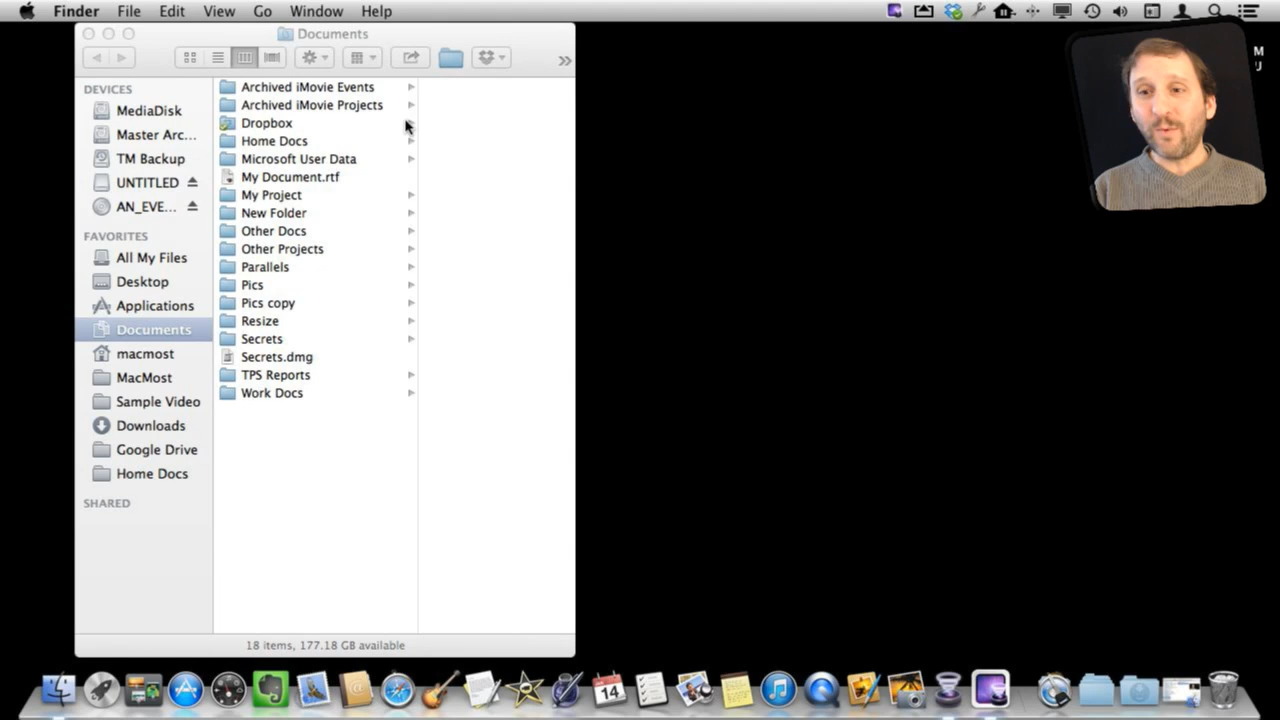 Finder File Edit View Go Window Help
Documents
DEVICES
MediaDisk
Master Arc...
TM Backup
UNTITLED
AN_EVE...
FAVORITES
All My Files
Desktop
Applications
Documents
macmost
MacMost
Sample Video
Downloads
Google Drive
Home Docs
SHARED
Archived iMovie Events
Archived iMovie Projects
Dropbox
Home Docs
Microsoft User Data
My Document.rtf
My Project
New Folder
Other Docs
Other Projects
Parallels
Pics
Pics copy
Resize
Secrets
Secrets.dmg
TPS Reports
Work Docs
18 items, 177.18 GB available
14